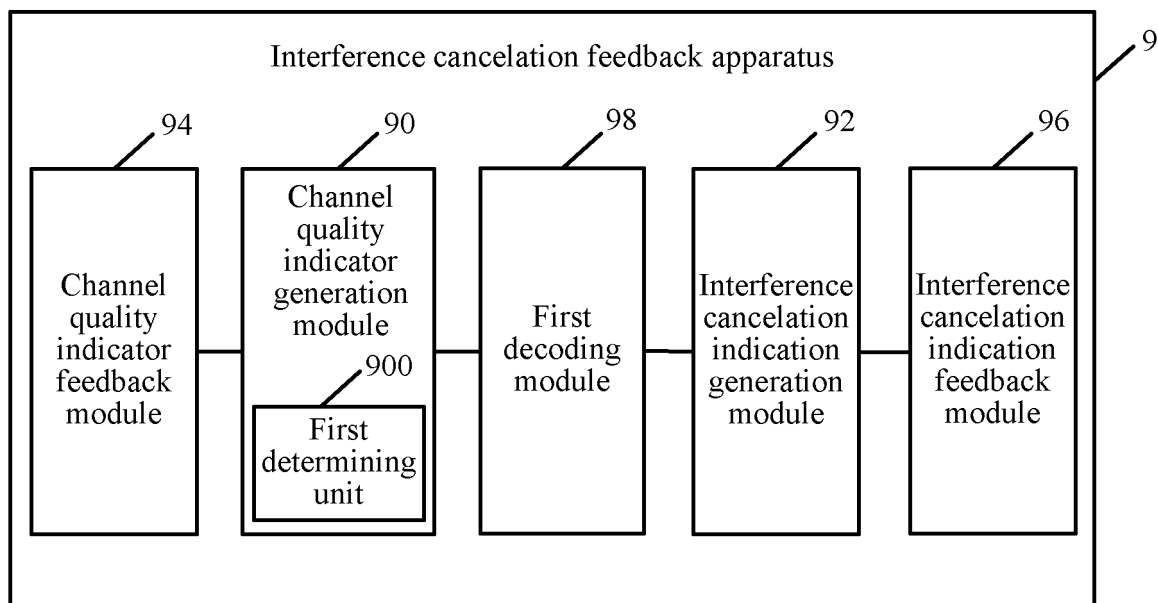 Interference cancelation feedback apparatus
9
94
90
98
92
96
Channel
quality
indicator
feedback
module
Channel
quality
indicator
generation
module
900
First
determining
unit
First
decoding
module
Interference
cancelation
indication
generation
module
Interference
cancelation
indication
feedback
module